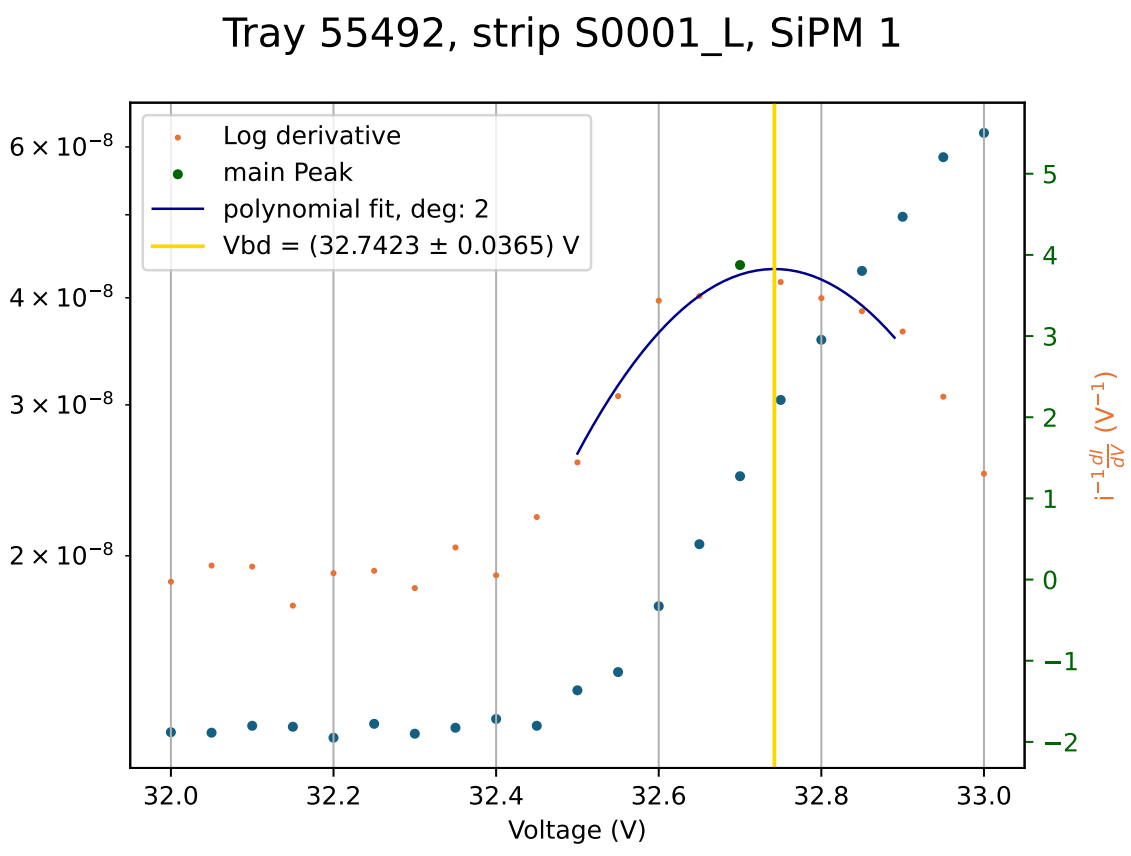 Tray 55492, strip S0001_L, SiPM 1
Log derivative
main Peak
polynomial fit, deg: 2
Vbd = (32.7423 ± 0.0365) V
6 × 10⁻⁸
4 × 10⁻⁸
3 × 10⁻⁸
2 × 10⁻⁸
5
4
3
2
1
0
−1
−2
i⁻¹ dI/dV (V⁻¹)
32.0 32.2 32.4 32.6 32.8 33.0
Voltage (V)